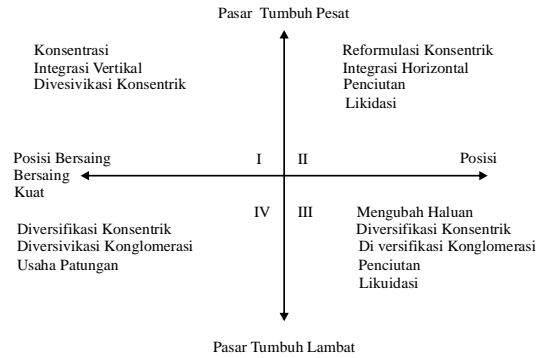 Pasar Tumbuh Pesat
Konsentrasi
Integrasi Vertikal
Divesivikasi Konsentrik
Reformulasi Konsentrik
Integrasi Horizontal
Penciutan
Likidasi
Posisi Bersaing
Bersaing
Kuat
I
II
Posisi
IV
III
Diversifikasi Konsentrik
Diversivikasi Konglomerasi
Usaha Patungan
Mengubah Haluan
Diversifikasi Konsentrik
Di versifikasi Konglomerasi
Penciutan
Likuidasi
Pasar Tumbuh Lambat